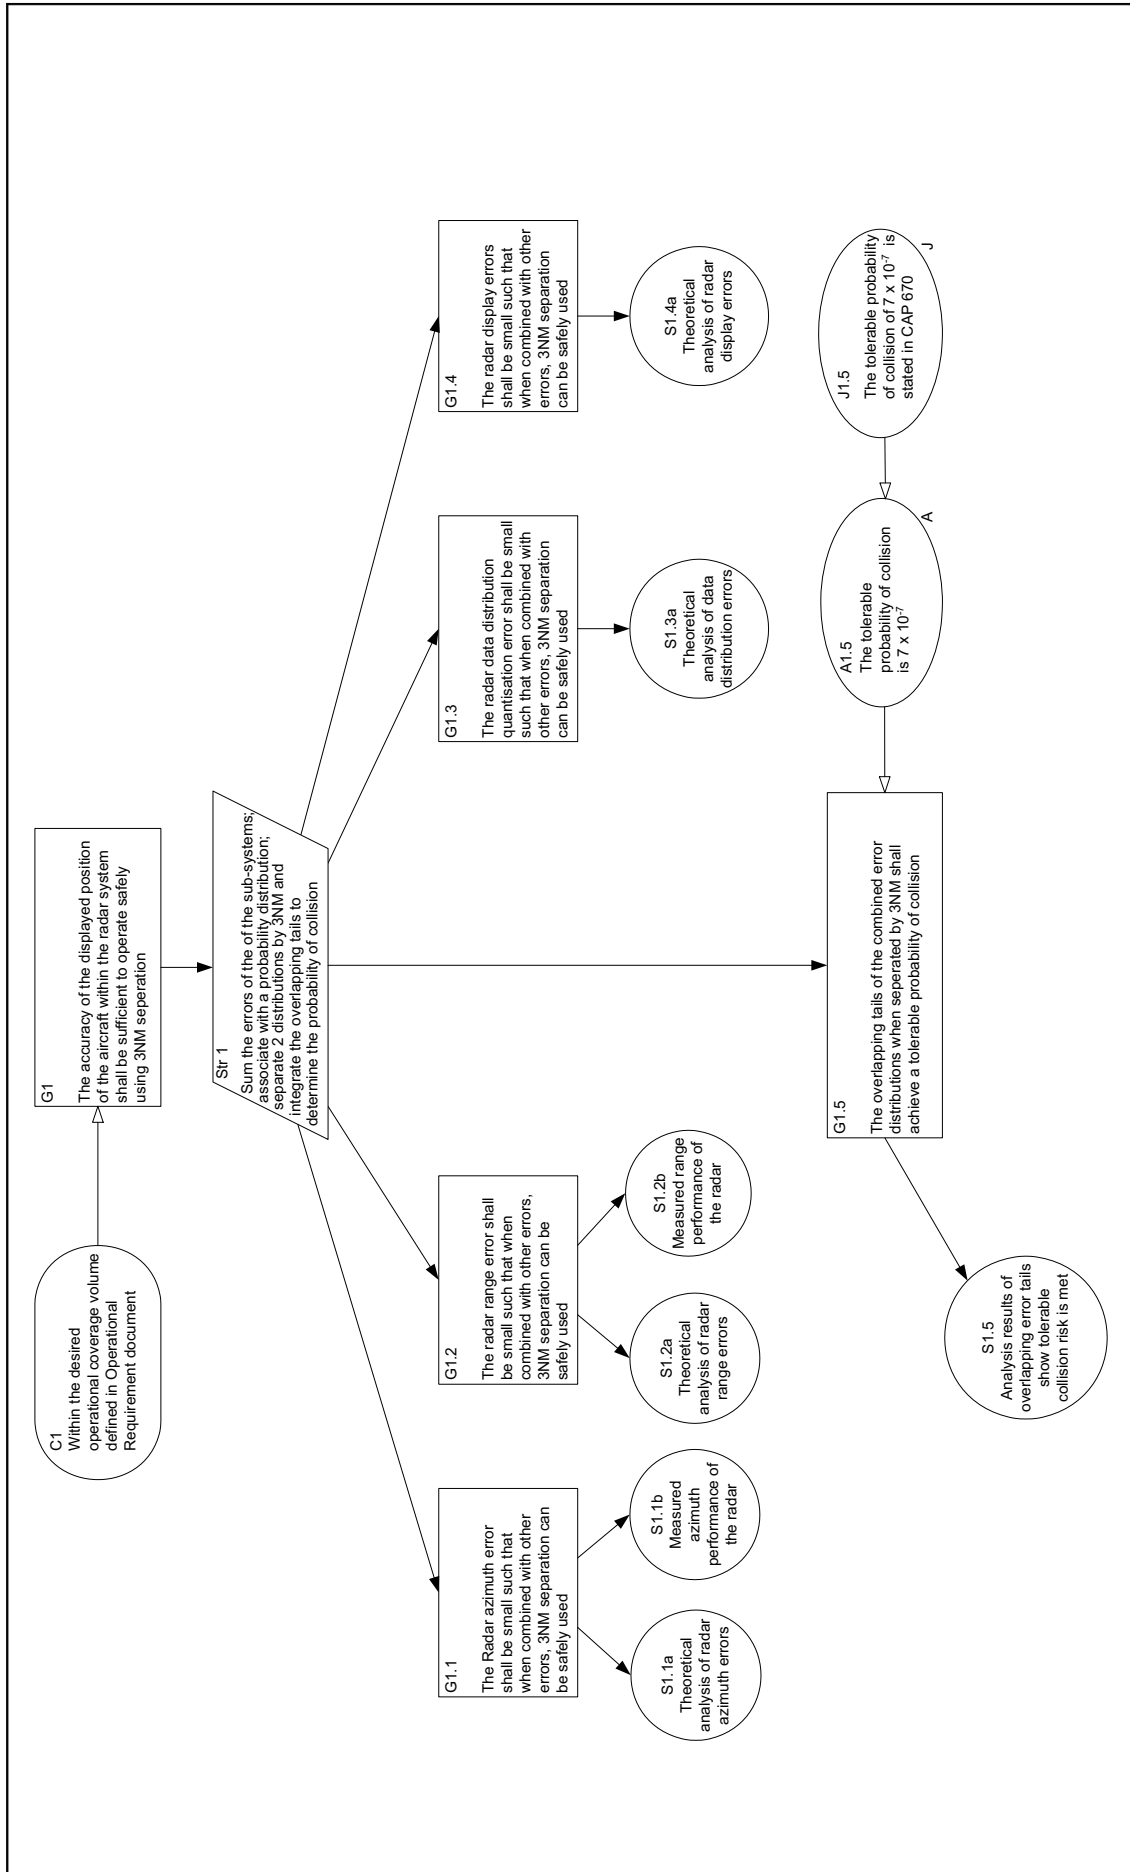 C1
Within the desired
operational coverage volume
defined in Operational
Requirement document
G1
The accuracy of the displayed position
of the aircraft within the radar system
shall be sufficient to operate safely
using 3NM seperation
Str 1
Sum the errors of the of the sub-systems;
associate with a probability distribution;
separate 2 distributions by 3NM and
integrate the overlapping tails to
determine the probability of collision
G1.1
The Radar azimuth error
shall be small such that
when combined with other
errors, 3NM separation can
be safely used
G1.2
The radar range error shall
be small such that when
combined with other errors,
3NM separation can be
safely used
G1.3
The radar data distribution
quantisation error shall be small
such that when combined with
other errors, 3NM separation
can be safely used
G1.4
The radar display errors
shall be small such that
when combined with other
errors, 3NM separation
can be safely used
S1.1a
Theoretical
analysis of radar
azimuth errors
S1.1b
Measured
azimuth
performance of
the radar
S1.2a
Theoretical
analysis of radar
range errors
S1.2b
Measured range
performance of
the radar
S1.3a
Theoretical
analysis of data
distribution errors
S1.4a
Theoretical
analysis of radar
display errors
G1.5
The overlapping tails of the combined error
distributions when seperated by 3NM shall
achieve a tolerable probability of collision
A1.5
The tolerable
probability of collision
is 7 x 10⁻⁷
A
J1.5
The tolerable probability
of collision of 7 x 10⁻⁷ is
stated in CAP 670
J
S1.5
Analysis results of
overlapping error tails
show tolerable
collision risk is met